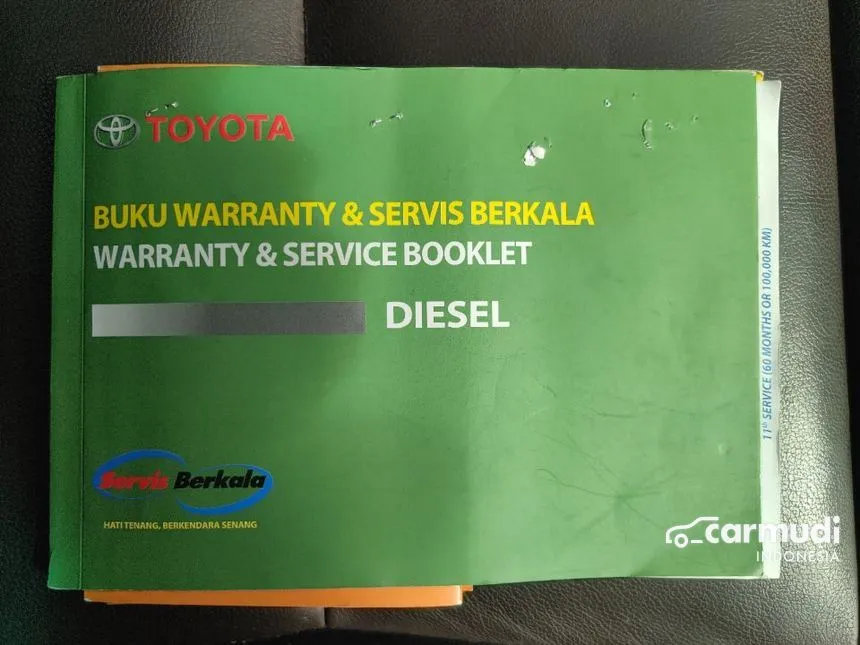 TOYOTA
BUKU WARRANTY & SERVIS BERKALA
WARRANTY & SERVICE BOOKLET
DIESEL
11th SERVICE (60 MONTHS OR 100,000 KM)
Servis Berkala
HATI TENANG, BERKENDARA SENANG
carmudi
INDONESIA